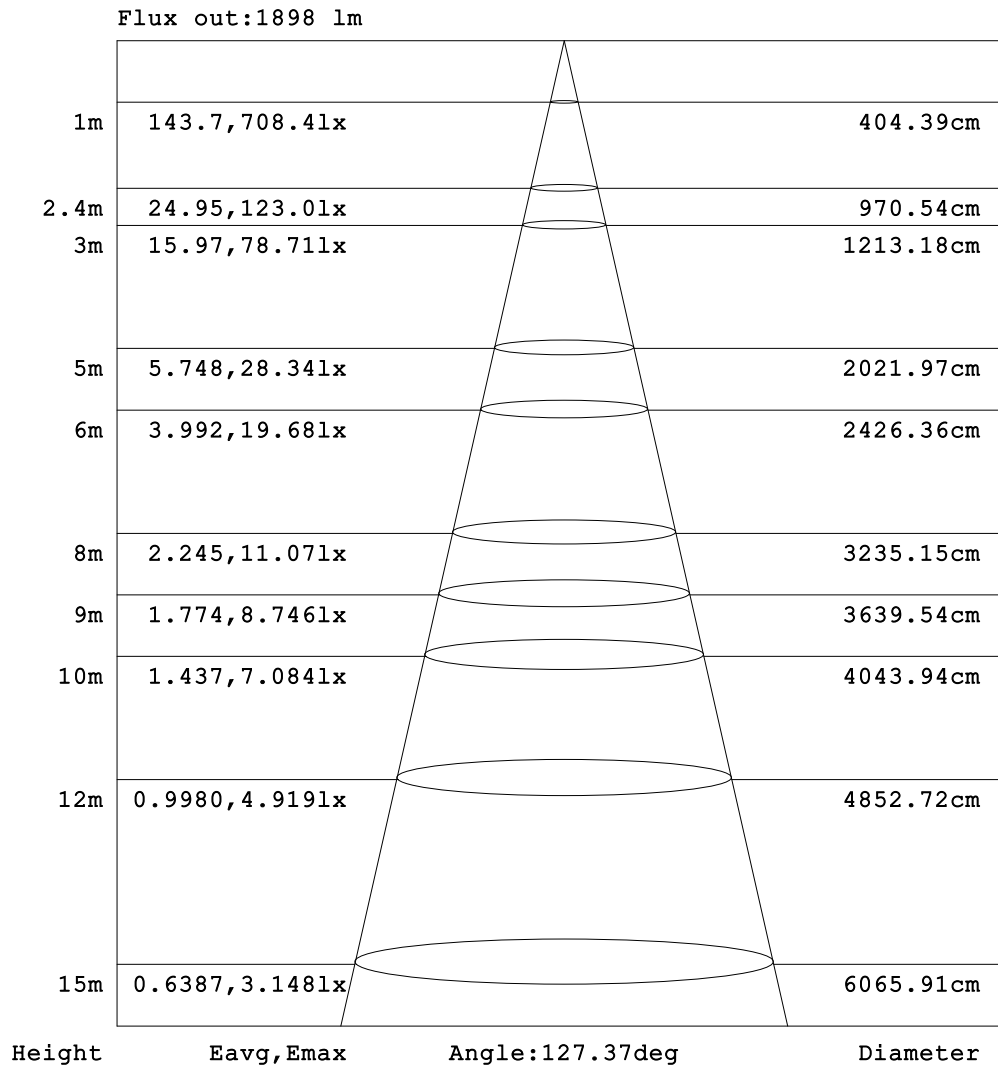 Flux out:1898 lm
1m 143.7,708.4lx 404.39cm
2.4m 24.95,123.0lx 970.54cm
3m 15.97,78.71lx 1213.18cm
5m 5.748,28.34lx 2021.97cm
6m 3.992,19.68lx 2426.36cm
8m 2.245,11.07lx 3235.15cm
9m 1.774,8.746lx 3639.54cm
10m 1.437,7.084lx 4043.94cm
12m 0.9980,4.919lx 4852.72cm
15m 0.6387,3.148lx 6065.91cm
Height Eavg,Emax Angle:127.37deg Diameter